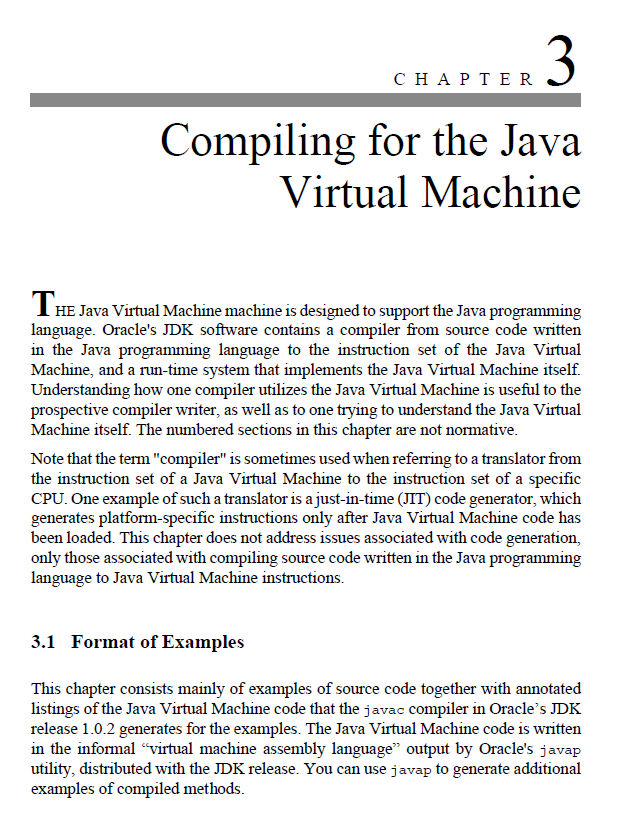 CHAPTER 3
Compiling for the Java
Virtual Machine
THE Java Virtual Machine machine is designed to support the Java programming
language. Oracle's JDK software contains a compiler from source code written
in the Java programming language to the instruction set of the Java Virtual
Machine, and a run-time system that implements the Java Virtual Machine itself.
Understanding how one compiler utilizes the Java Virtual Machine is useful to the
prospective compiler writer, as well as to one trying to understand the Java Virtual
Machine itself. The numbered sections in this chapter are not normative.
Note that the term "compiler" is sometimes used when referring to a translator from
the instruction set of a Java Virtual Machine to the instruction set of a specific
CPU. One example of such a translator is a just-in-time (JIT) code generator, which
generates platform-specific instructions only after Java Virtual Machine code has
been loaded. This chapter does not address issues associated with code generation,
only those associated with compiling source code written in the Java programming
language to Java Virtual Machine instructions.
3.1 Format of Examples
This chapter consists mainly of examples of source code together with annotated
listings of the Java Virtual Machine code that the javac compiler in Oracle’s JDK
release 1.0.2 generates for the examples. The Java Virtual Machine code is written
in the informal “virtual machine assembly language” output by Oracle's javap
utility, distributed with the JDK release. You can use javap to generate additional
examples of compiled methods.